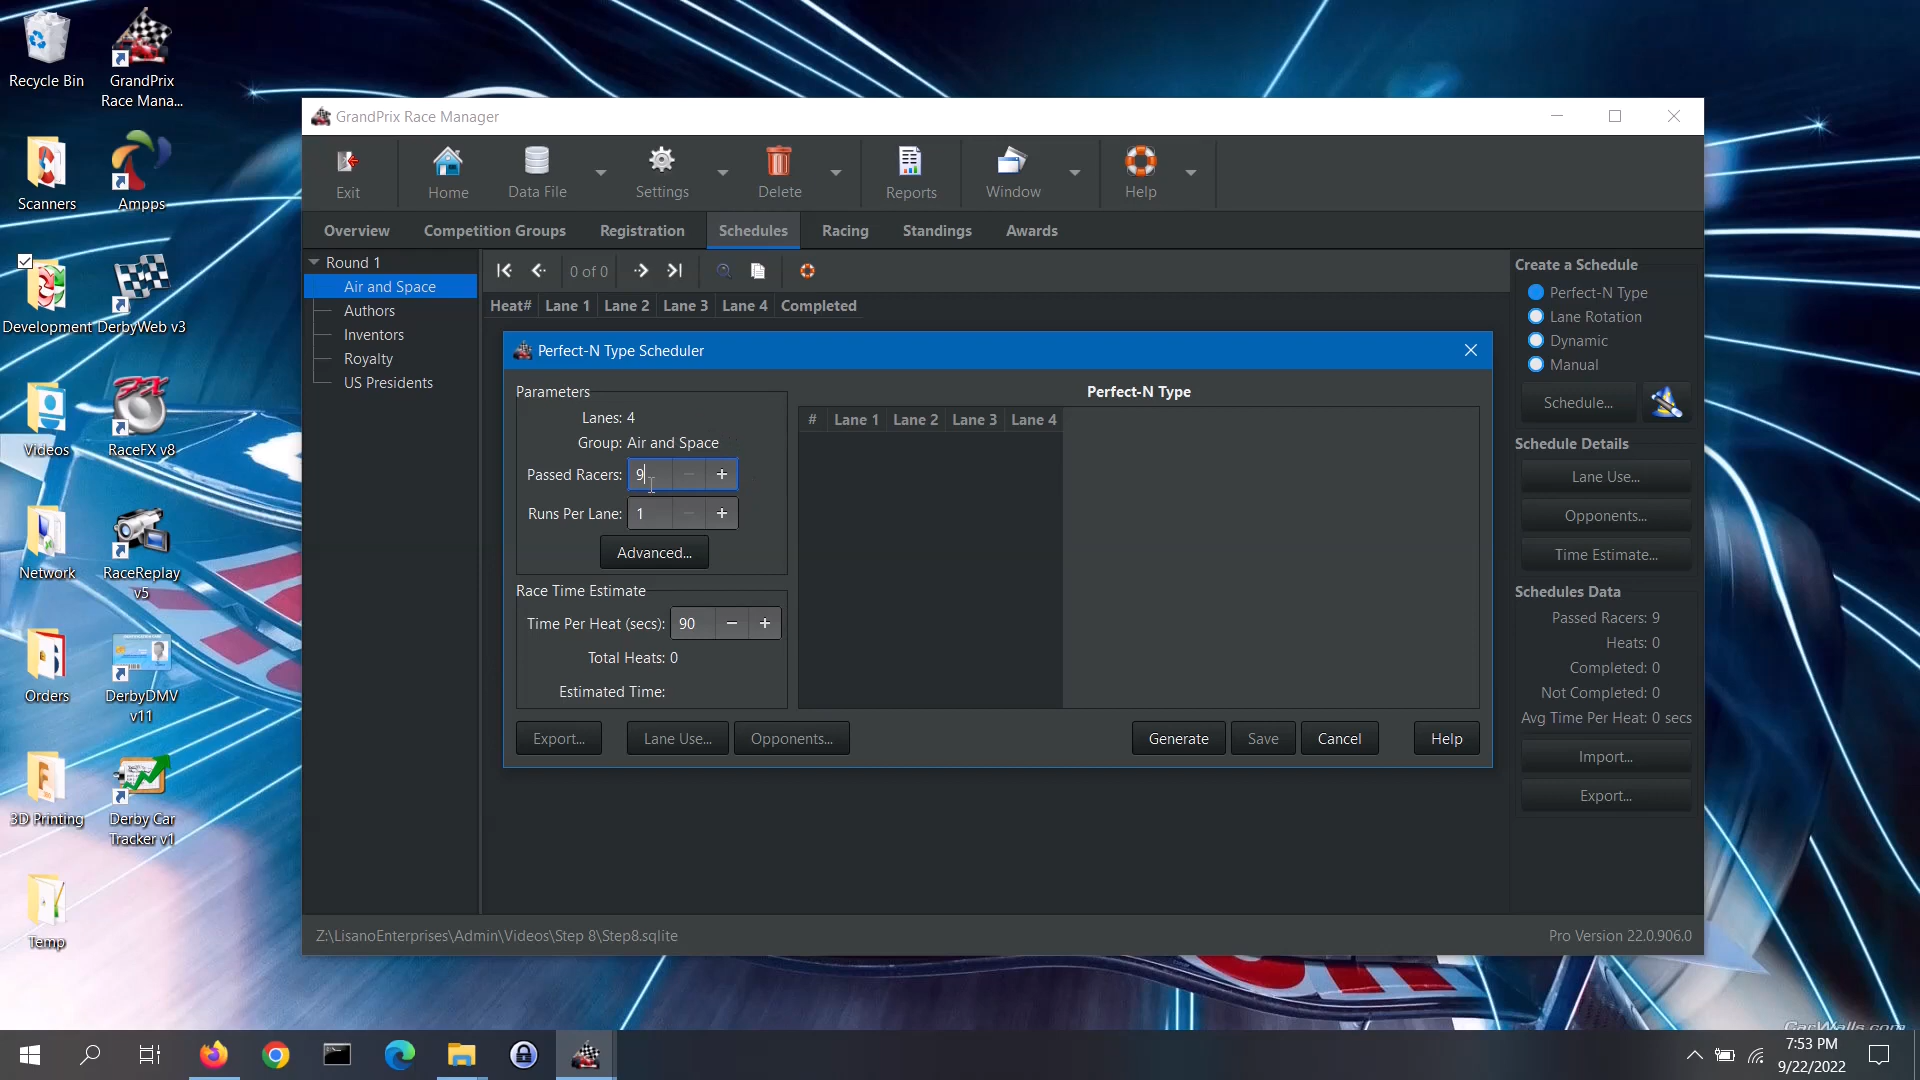 Recycle Bin
GrandPrix
Race Mana...
Scanners
Ampps
Development
DerbyWeb v3
Videos
RaceFX v8
Network
RaceReplay
v5
Orders
DerbyDMV
v11
3D Printing
Derby Car
Tracker v1
Temp
GrandPrix Race Manager
Exit
Home
Data File
Settings
Delete
Reports
Window
Help
Overview
Competition Groups
Registration
Schedules
Racing
Standings
Awards
Round 1
Air and Space
Authors
Inventors
Royalty
US Presidents
0 of 0
Heat# Lane 1 Lane 2 Lane 3 Lane 4 Completed
Perfect-N Type Scheduler
Parameters
Lanes: 4
Group: Air and Space
Passed Racers: 9
Runs Per Lane: 1
Advanced...
Race Time Estimate
Time Per Heat (secs): 90
Total Heats: 0
Estimated Time:
Perfect-N Type
# Lane 1 Lane 2 Lane 3 Lane 4
Export...
Lane Use...
Opponents...
Generate
Save
Cancel
Help
Create a Schedule
Perfect-N Type
Lane Rotation
Dynamic
Manual
Schedule...
Schedule Details
Lane Use...
Opponents...
Time Estimate...
Schedules Data
Passed Racers: 9
Heats: 0
Completed: 0
Not Completed: 0
Avg Time Per Heat: 0 secs
Import...
Export...
Z:\LisanoEnterprises\Admin\Videos\Step 8\Step8.sqlite
Pro Version 22.0.906.0
CarWalls.com
7:53 PM
9/22/2022